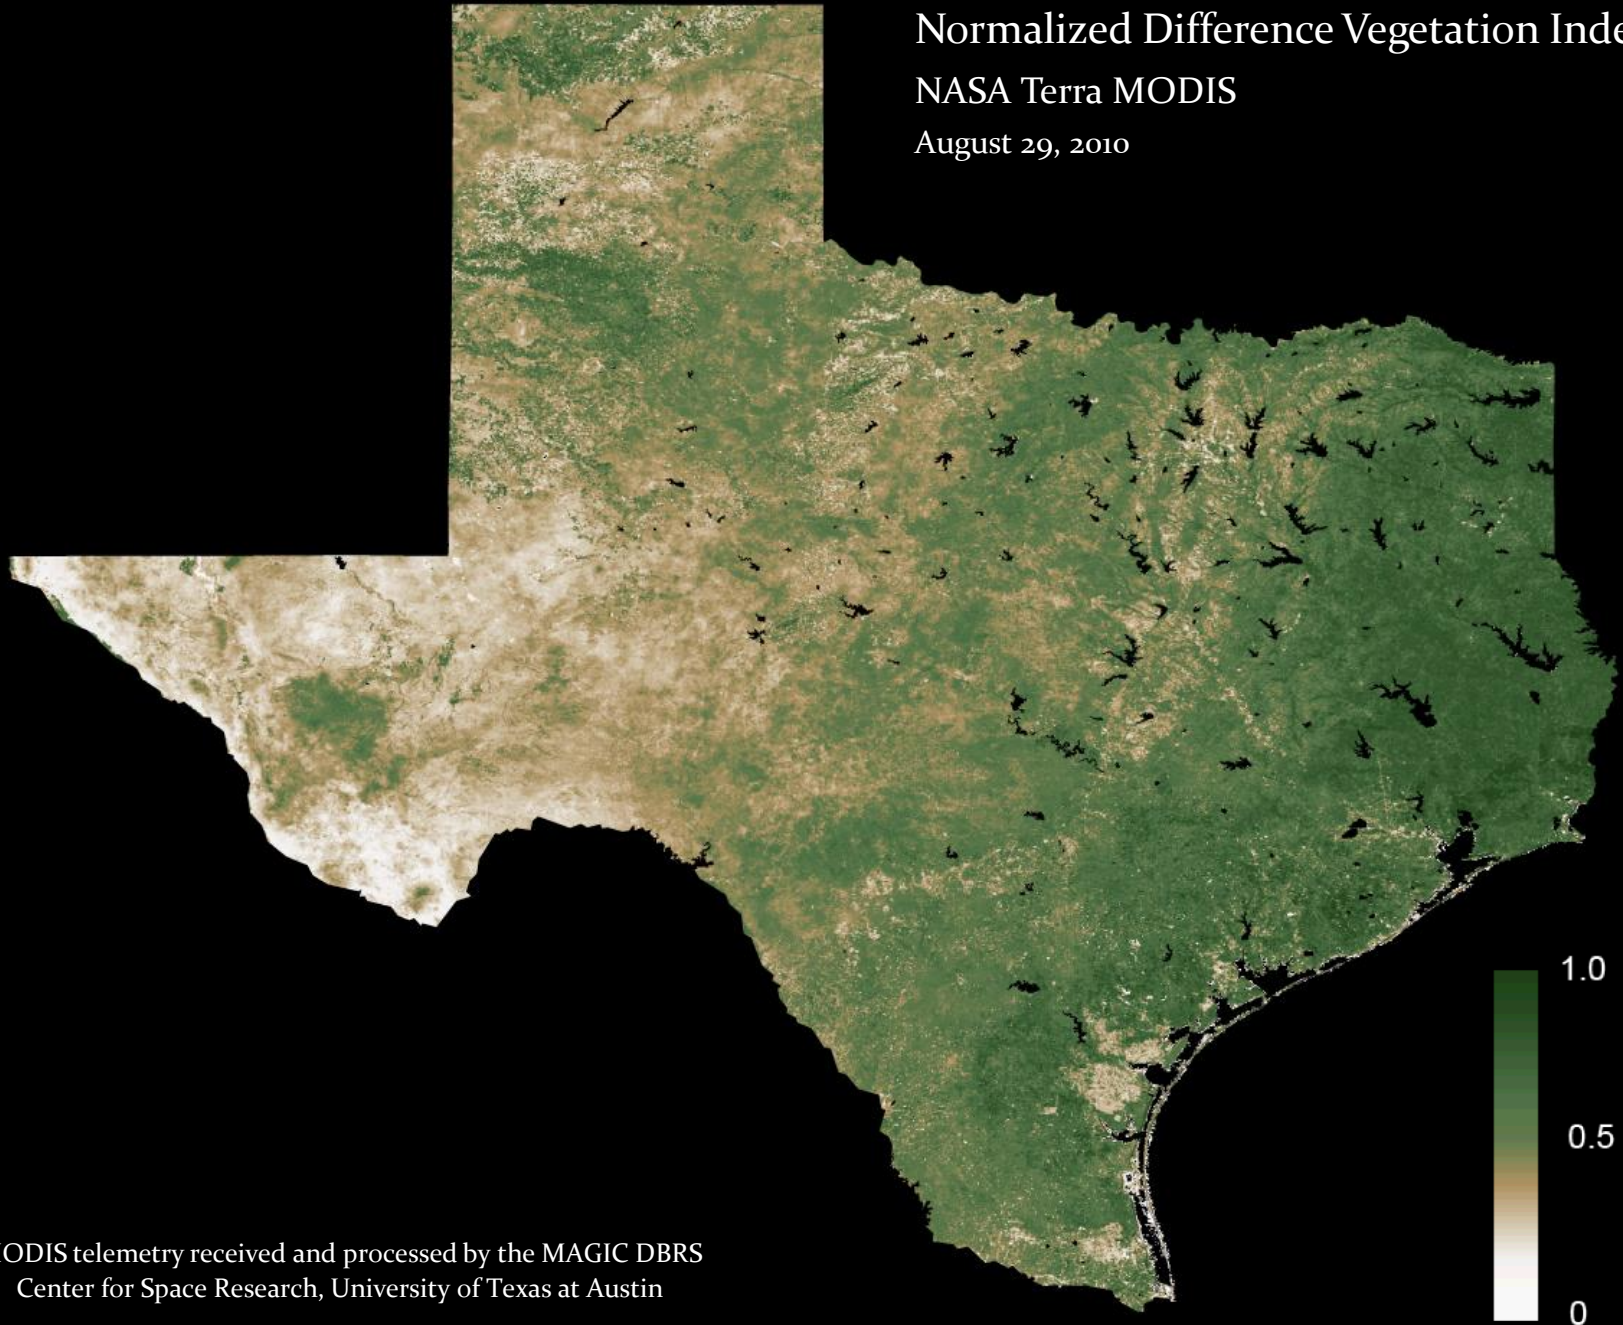 Normalized Difference Vegetation Inde
NASA Terra MODIS
August 29, 2010
1.0
0.5
0
ODIS telemetry received and processed by the MAGIC DBRS
Center for Space Research, University of Texas at Austin